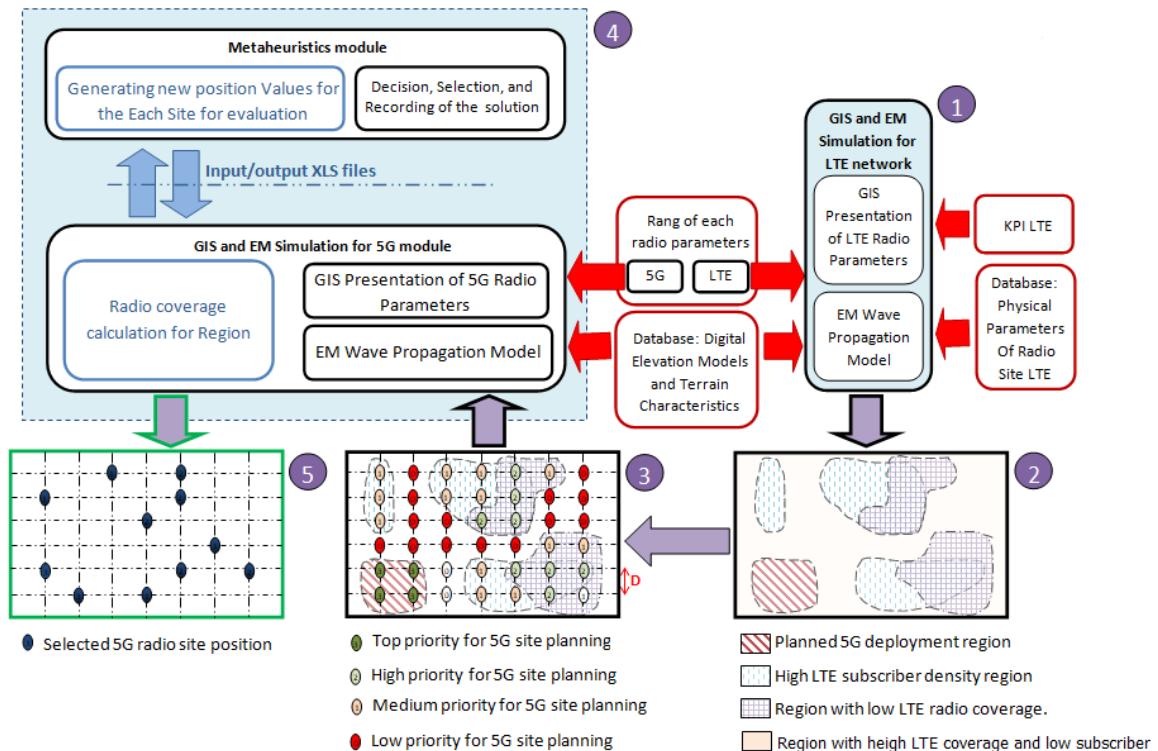 4
Metaheuristics module
Generating new position Values for
the Each Site for evaluation
Decision, Selection, and
Recording of the solution
Input/output XLS files
GIS and EM Simulation for 5G module
Radio coverage
calculation for Region
GIS Presentation of 5G Radio
Parameters
EM Wave Propagation Model
Rang of each
radio parameters
5G
LTE
Database: Digital
Elevation Models
and Terrain
Characteristics
1
GIS and EM
Simulation for
LTE network
GIS
Presentation
of LTE Radio
Parameters
EM Wave
Propagation
Model
KPI LTE
Database:
Physical
Parameters
Of Radio
Site LTE
5
Selected 5G radio site position
3
D
Top priority for 5G site planning
2 High priority for 5G site planning
1 Medium priority for 5G site planning
Low priority for 5G site planning
2
Planned 5G deployment region
High LTE subscriber density region
Region with low LTE radio coverage.
Region with heigh LTE coverage and low subscriber